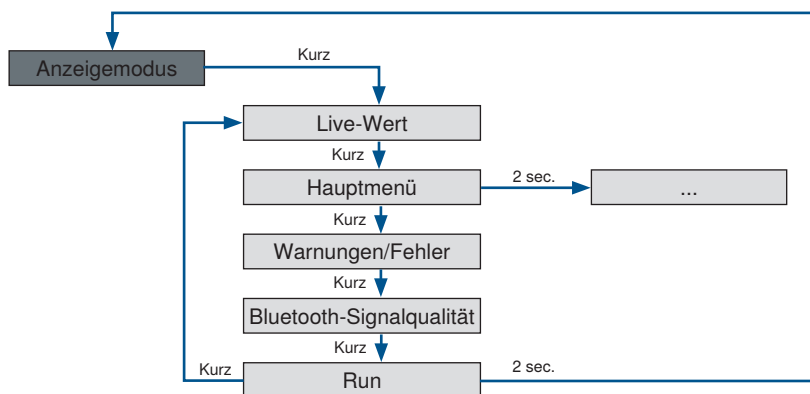 Kurz
Anzeigemodus
Live-Wert
Kurz
Hauptmenü
2 sec.
...
Kurz
Warnungen/Fehler
Kurz
Bluetooth-Signalqualität
Kurz
Kurz
Run
2 sec.